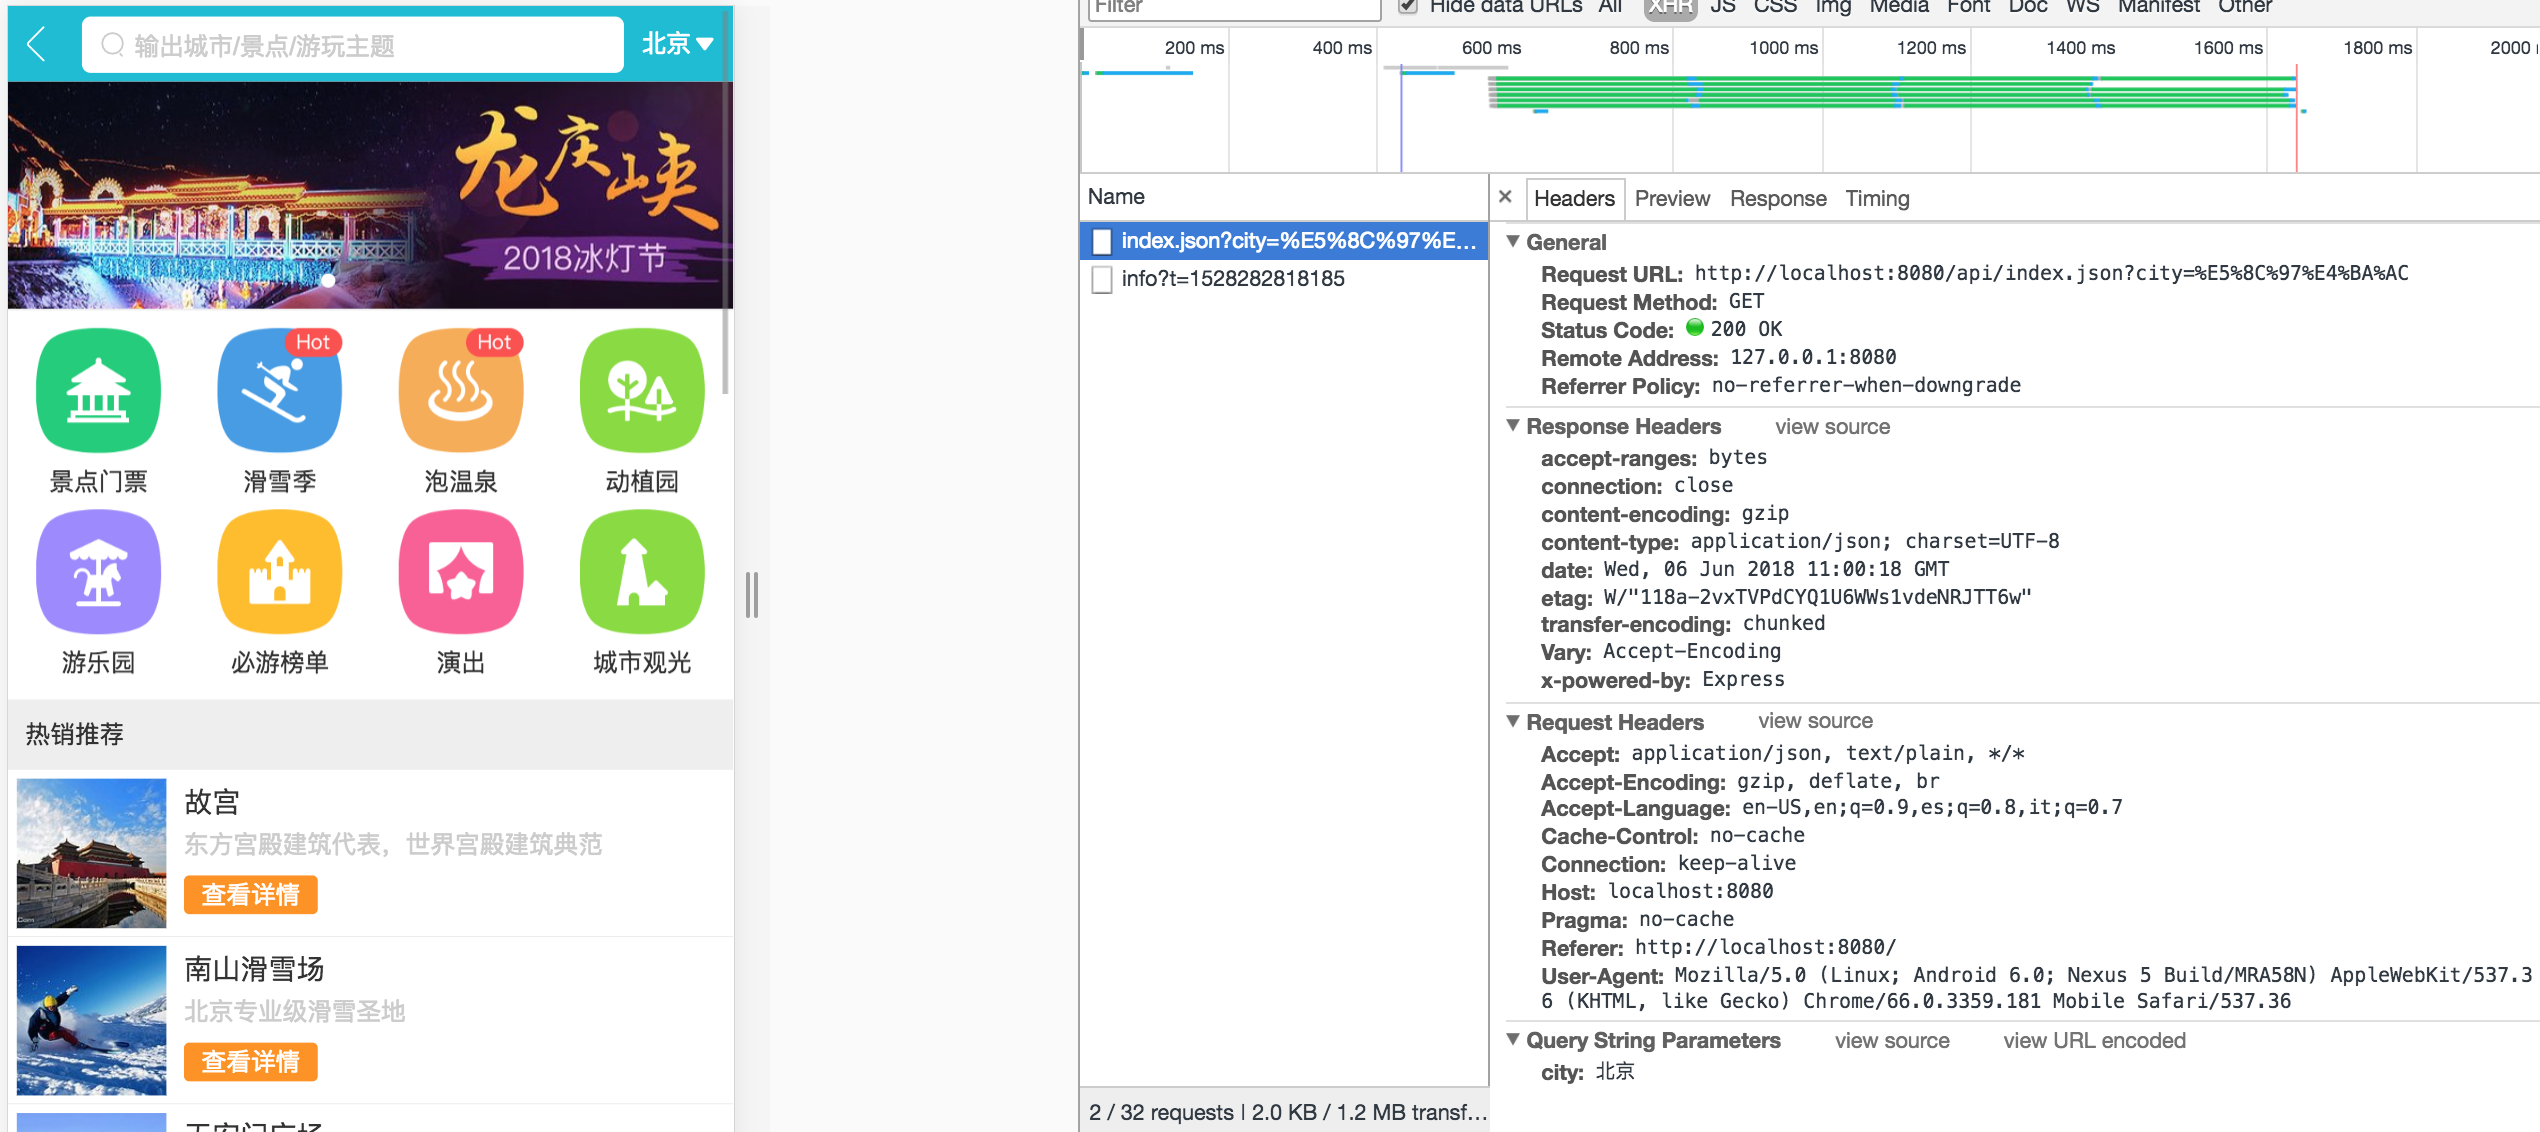 输出城市/景点/游玩主题
北京
龙庆峡
2018冰灯节
Hot
Hot
景点门票
滑雪季
泡温泉
动植园
游乐园
必游榜单
演出
城市观光
热销推荐
故宫
东方宫殿建筑代表，世界宫殿建筑典范
查看详情
南山滑雪场
北京专业级滑雪圣地
查看详情
天安门广场
Filter
Hide data URLs All XHR JS CSS Img Media Font Doc WS Manifest Other
200 ms 400 ms 600 ms 800 ms 1000 ms 1200 ms 1400 ms 1600 ms 1800 ms 2000
Name
index.json?city=%E5%8C%97%E...
info?t=1528282818185
2 / 32 requests | 2.0 KB / 1.2 MB transf...
× Headers Preview Response Timing
General
Request URL: http://localhost:8080/api/index.json?city=%E5%8C%97%E4%BA%AC
Request Method: GET
Status Code: 200 OK
Remote Address: 127.0.0.1:8080
Referrer Policy: no-referrer-when-downgrade
Response Headers view source
accept-ranges: bytes
connection: close
content-encoding: gzip
content-type: application/json; charset=UTF-8
date: Wed, 06 Jun 2018 11:00:18 GMT
etag: W/"118a-2vxTVPdCYQ1U6WWs1vdeNRJTT6w"
transfer-encoding: chunked
Vary: Accept-Encoding
x-powered-by: Express
Request Headers view source
Accept: application/json, text/plain, */*
Accept-Encoding: gzip, deflate, br
Accept-Language: en-US,en;q=0.9,es;q=0.8,it;q=0.7
Cache-Control: no-cache
Connection: keep-alive
Host: localhost:8080
Pragma: no-cache
Referer: http://localhost:8080/
User-Agent: Mozilla/5.0 (Linux; Android 6.0; Nexus 5 Build/MRA58N) AppleWebKit/537.3
6 (KHTML, like Gecko) Chrome/66.0.3359.181 Mobile Safari/537.36
Query String Parameters view source view URL encoded
city: 北京